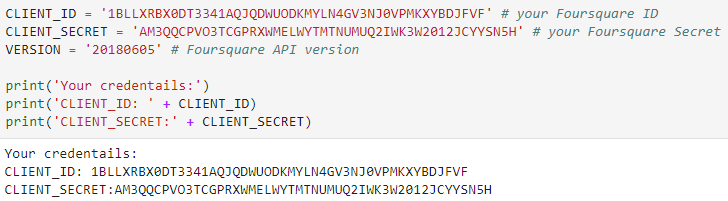 CLIENT_ID = '1BLLXRBX0DT3341AQJQDWUODKMYLN4GV3NJ0VPMKXYBDJFVF' # your Foursquare ID
CLIENT_SECRET = 'AM3QQCPVO3TCGPRXWMELWYTMTNUMUQ2IWK3W2012JCYYSN5H' # your Foursquare Secret
VERSION = '20180605' # Foursquare API version
print('Your credentails:')
print('CLIENT_ID: ' + CLIENT_ID)
print('CLIENT_SECRET:' + CLIENT_SECRET)
Your credentails:
CLIENT_ID: 1BLLXRBX0DT3341AQJQDWUODKMYLN4GV3NJ0VPMKXYBDJFVF
CLIENT_SECRET:AM3QQCPVO3TCGPRXWMELWYTMTNUMUQ2IWK3W2012JCYYSN5H